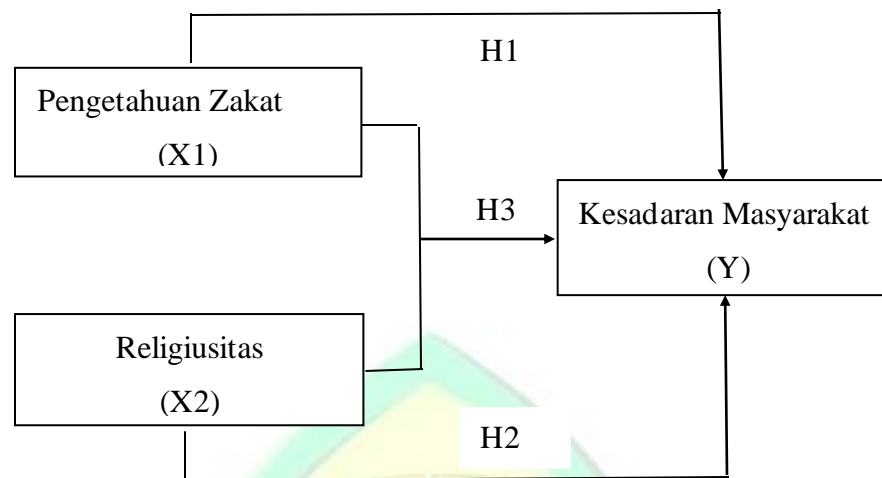 H1
Pengetahuan Zakat
(X1)
H3
Kesadaran Masyarakat
(Y)
Religiusitas
(X2)
H2